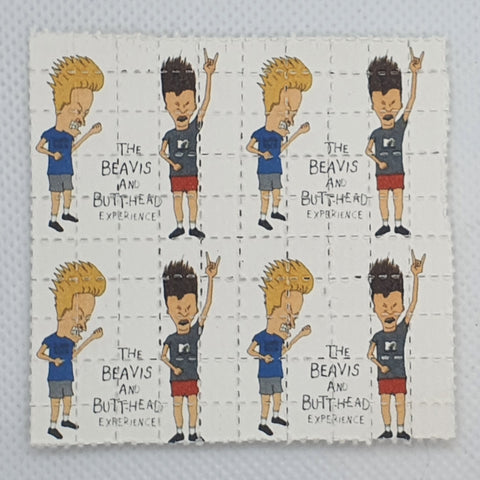 THE
BEAVIS
AND
BUTT-HEAD
EXPERIENCE!
THE
BEAVIS
AND
BUTT-HEAD
EXPERIENCE
THE
BEAVIS
AND
BUTT-HEAD
EXPERIENCE!
THE
BEAVIS
AND
BUTT-HEAD
EXPERIENCE